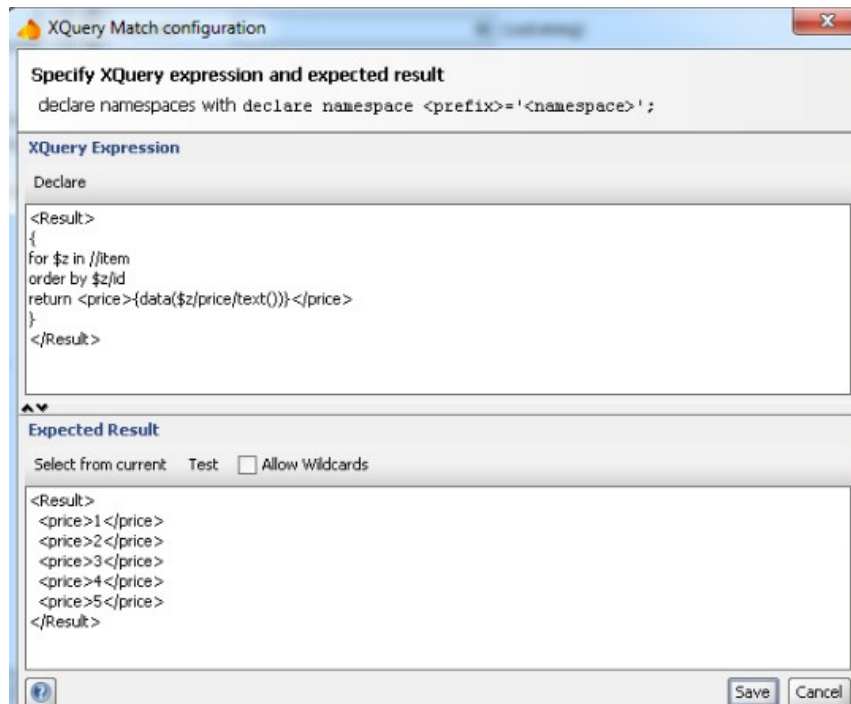 XQuery Match configuration
Specify XQuery expression and expected result
declare namespaces with declare namespace <prefix>='<namespace>';
XQuery Expression
Declare
<Result>
{
for $z in //item
order by $z/id
return <price>{data($z/price/text())}</price>
}
</Result>
Expected Result
Select from current Test Allow Wildcards
<Result>
<price>1</price>
<price>2</price>
<price>3</price>
<price>4</price>
<price>5</price>
</Result>
Save Cancel